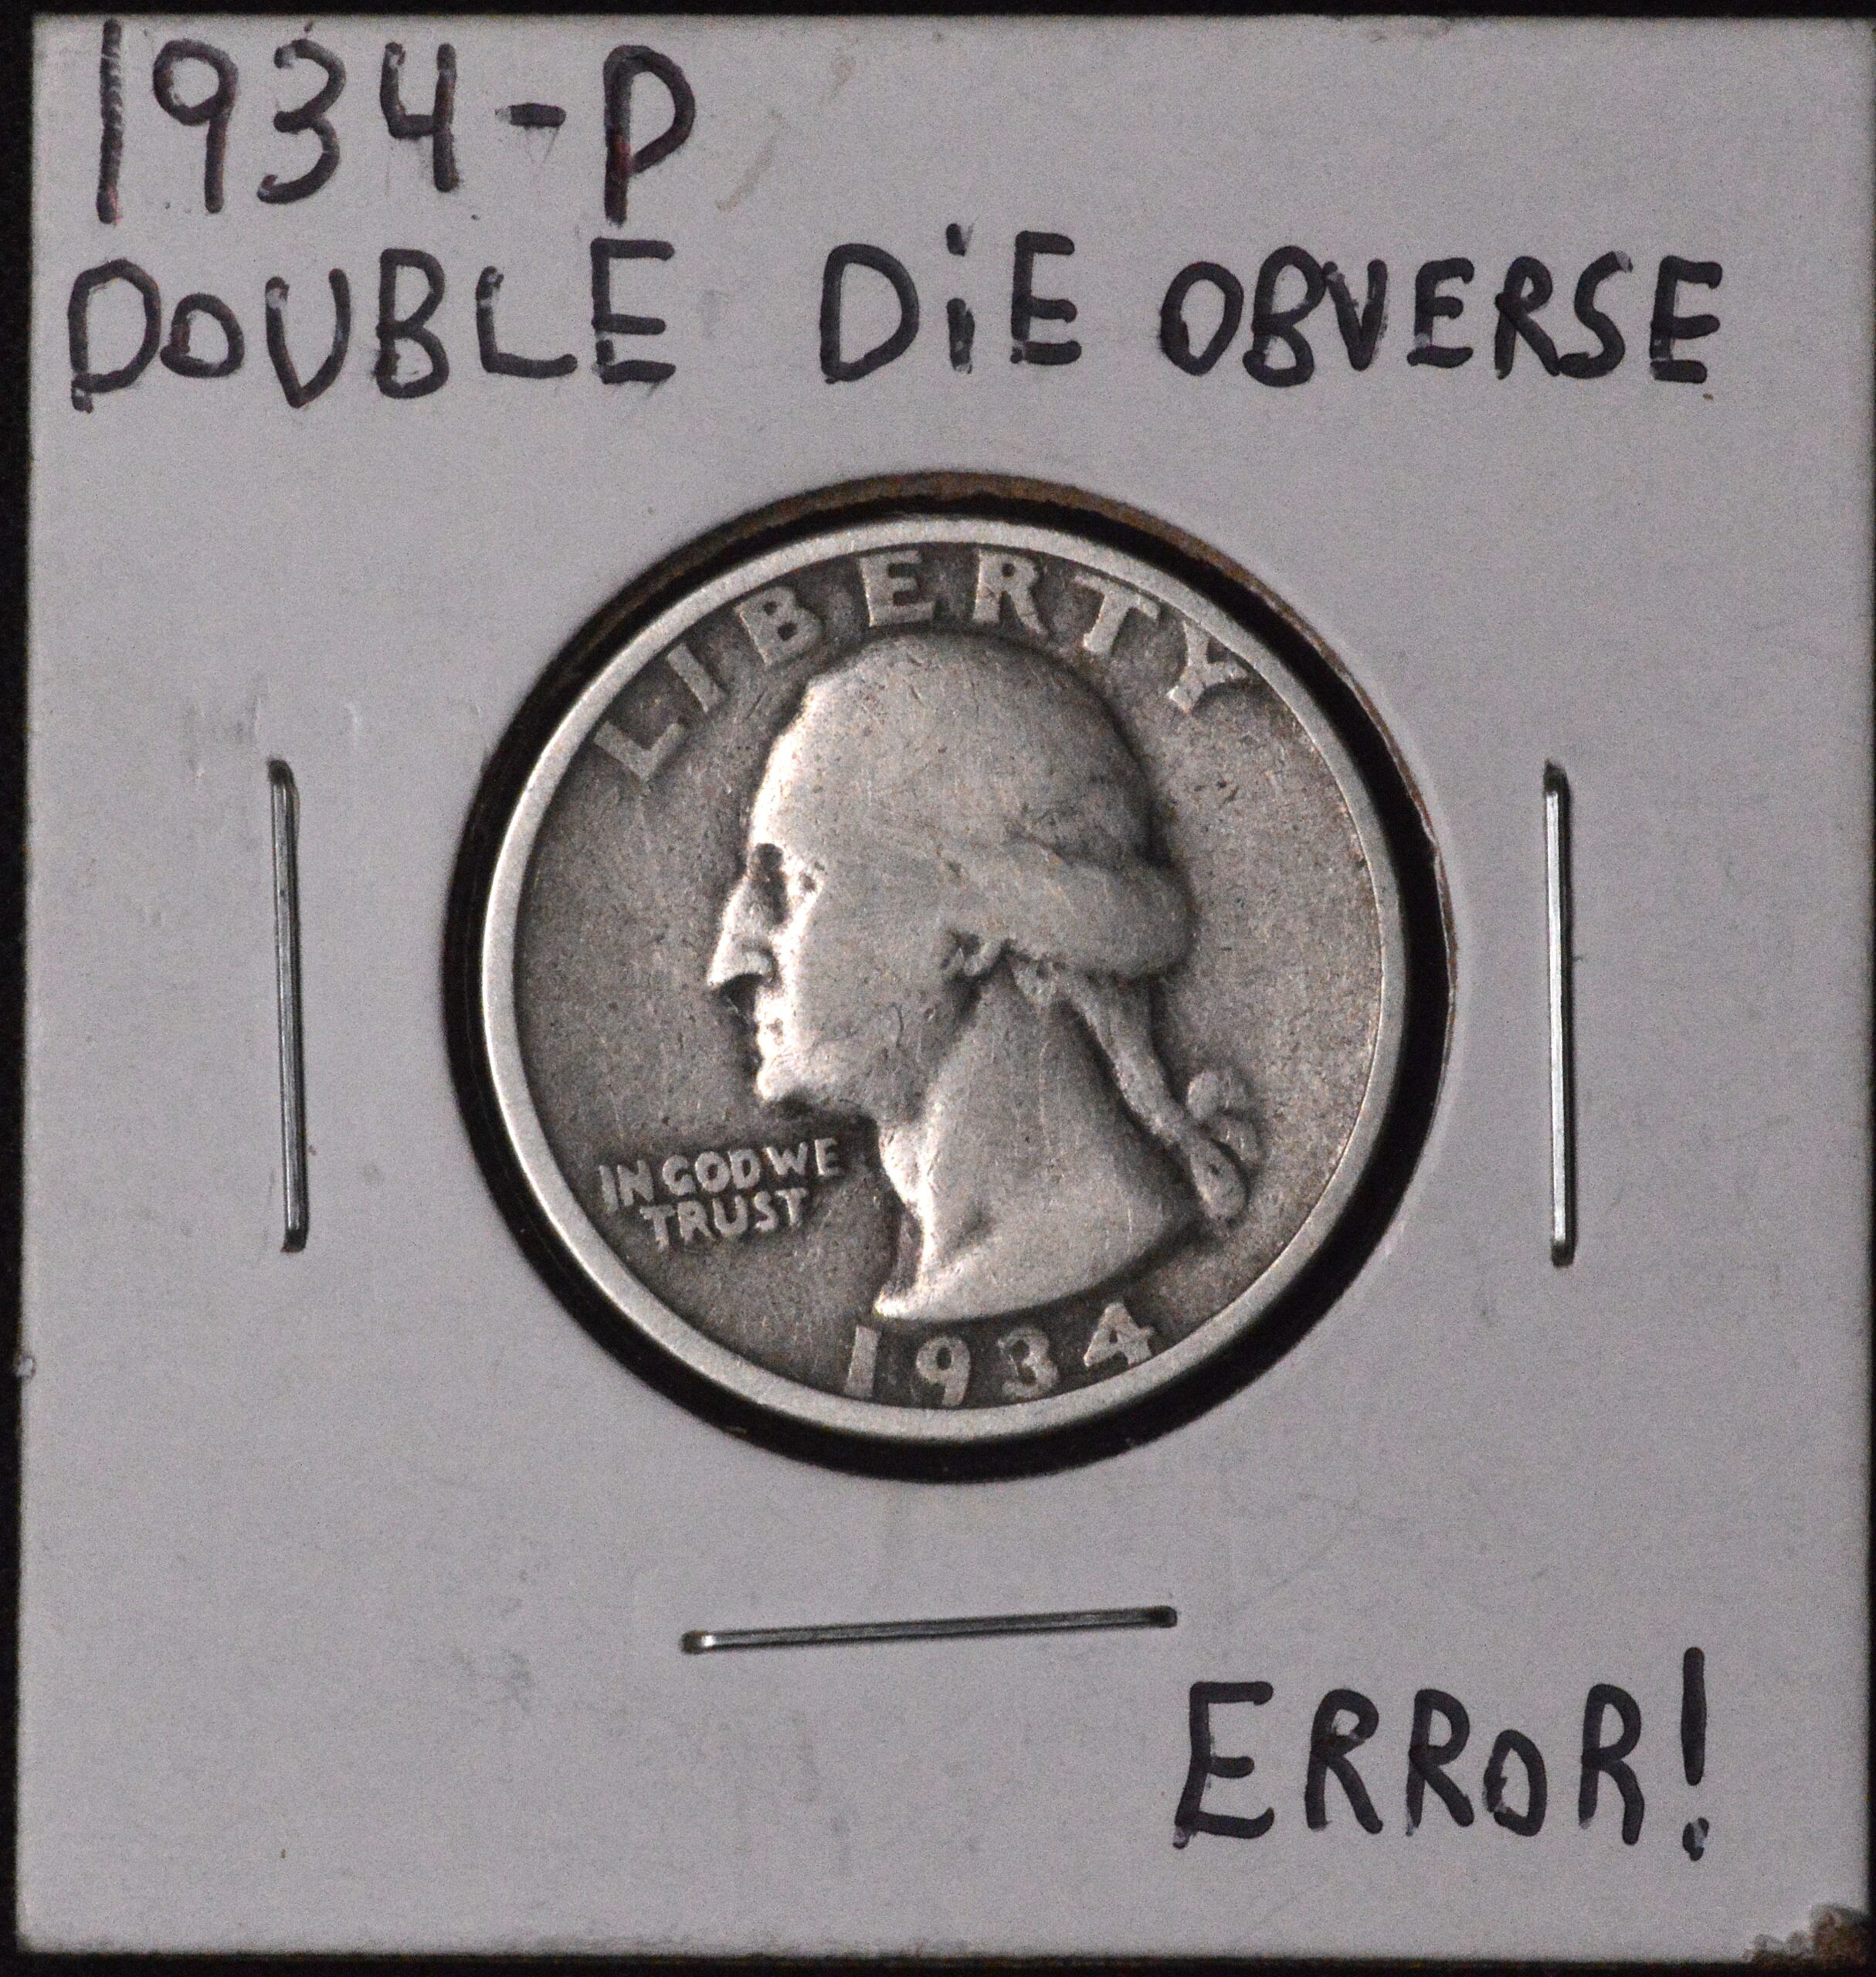 1934-P
DOUBLE DiE OBVERSE
LIBERTY
IN GOD WE
TRUST
1934
ERROR!